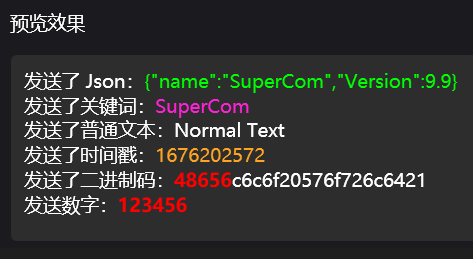 预览效果
发送了 Json：{"name":"SuperCom","Version":9.9}
发送了关键词：SuperCom
发送了普通文本：Normal Text
发送了时间戳：1676202572
发送了二进制码：48656c6c6f20576f726c6421
发送数字：123456